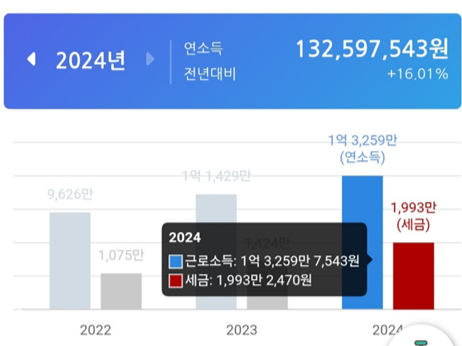 2024년
연소득
132,597,543원
전년대비
+16.01%
1억 3,259만
(연소득)
1억 1,429만
9,626만
1,993만
(세금)
1,075만
1,424만
2024
근로소득: 1억 3,259만 7,543원
세금: 1,993만 2,470원
2022
2023
2024